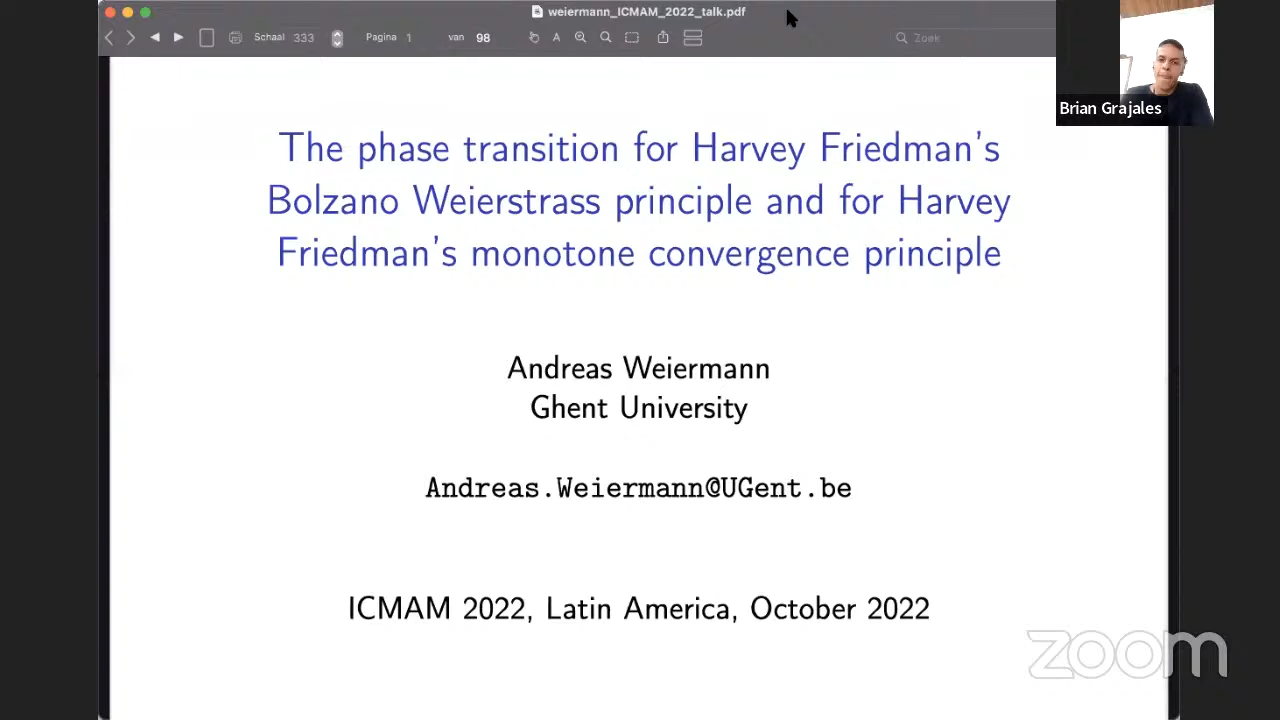 weiermann_ICMAM_2022_talk.pdf
Schaal 333 Pagina 1 van 98 Zoek
Brian Grajales
The phase transition for Harvey Friedman's
Bolzano Weierstrass principle and for Harvey
Friedman's monotone convergence principle
Andreas Weiermann
Ghent University
Andreas.Weiermann@UGent.be
ICMAM 2022, Latin America, October 2022
zoom